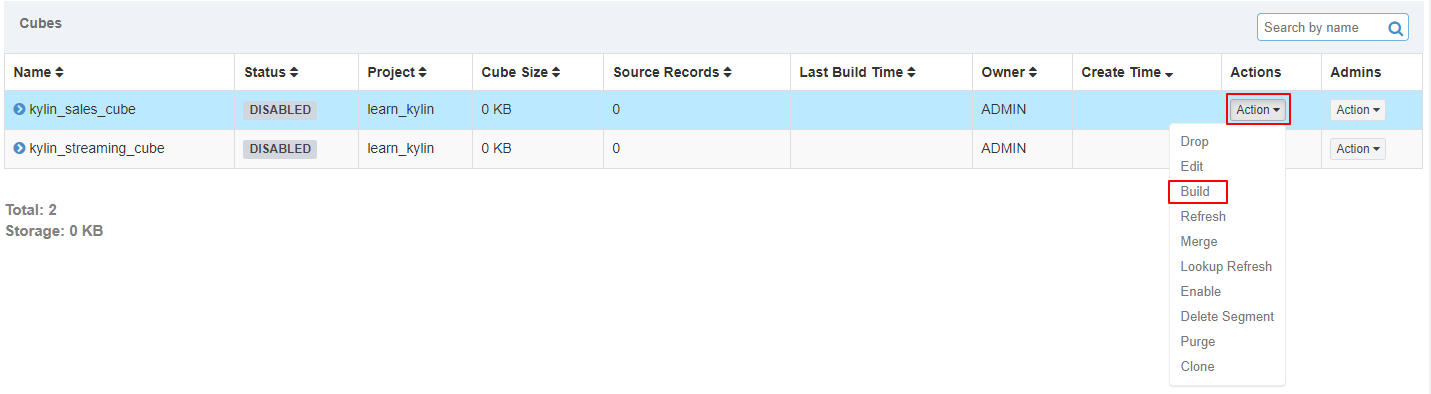 Cubes
Search by name
Name Status Project Cube Size Source Records Last Build Time Owner Create Time Actions Admins
kylin_sales_cube DISABLED learn_kylin 0 KB 0 ADMIN Action Action
kylin_streaming_cube DISABLED learn_kylin 0 KB 0 ADMIN Action
Drop
Edit
Build
Refresh
Merge
Lookup Refresh
Enable
Delete Segment
Purge
Clone
Total: 2
Storage: 0 KB